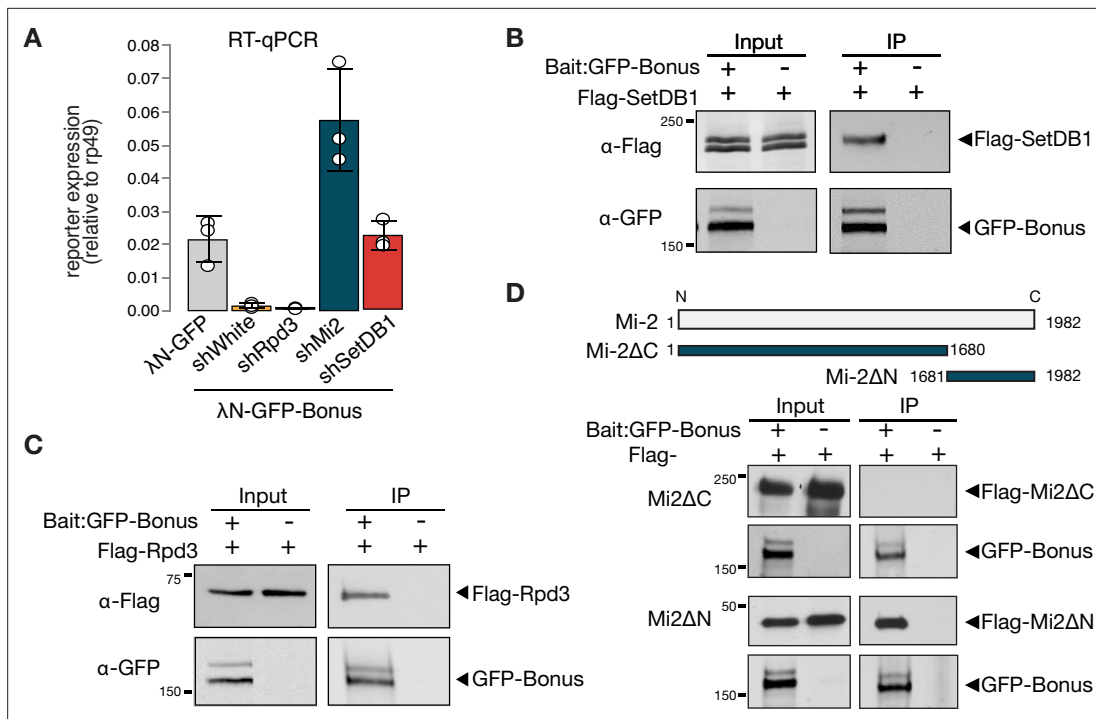 A
RT-qPCR
reporter expression
(relative to rp49)
0.08
0.07
0.06
0.05
0.04
0.03
0.02
0.01
0.00
λN-GFP
shWhite
shRpd3
shMi2
shSetDB1
λN-GFP-Bonus
B
Input IP
Bait:GFP-Bonus + - + -
Flag-SetDB1 + + + +
250
α-Flag Flag-SetDB1
α-GFP GFP-Bonus
150
C
Input IP
Bait:GFP-Bonus + - + -
Flag-Rpd3 + + + +
75
α-Flag Flag-Rpd3
α-GFP GFP-Bonus
150
D
N C
Mi-2 1 1982
Mi-2ΔC 1 1680
Mi-2ΔN 1681 1982
Input IP
Bait:GFP-Bonus + - + -
Flag- + + + +
250
Mi2ΔC Flag-Mi2ΔC
GFP-Bonus
150
50
Mi2ΔN Flag-Mi2ΔN
GFP-Bonus
150